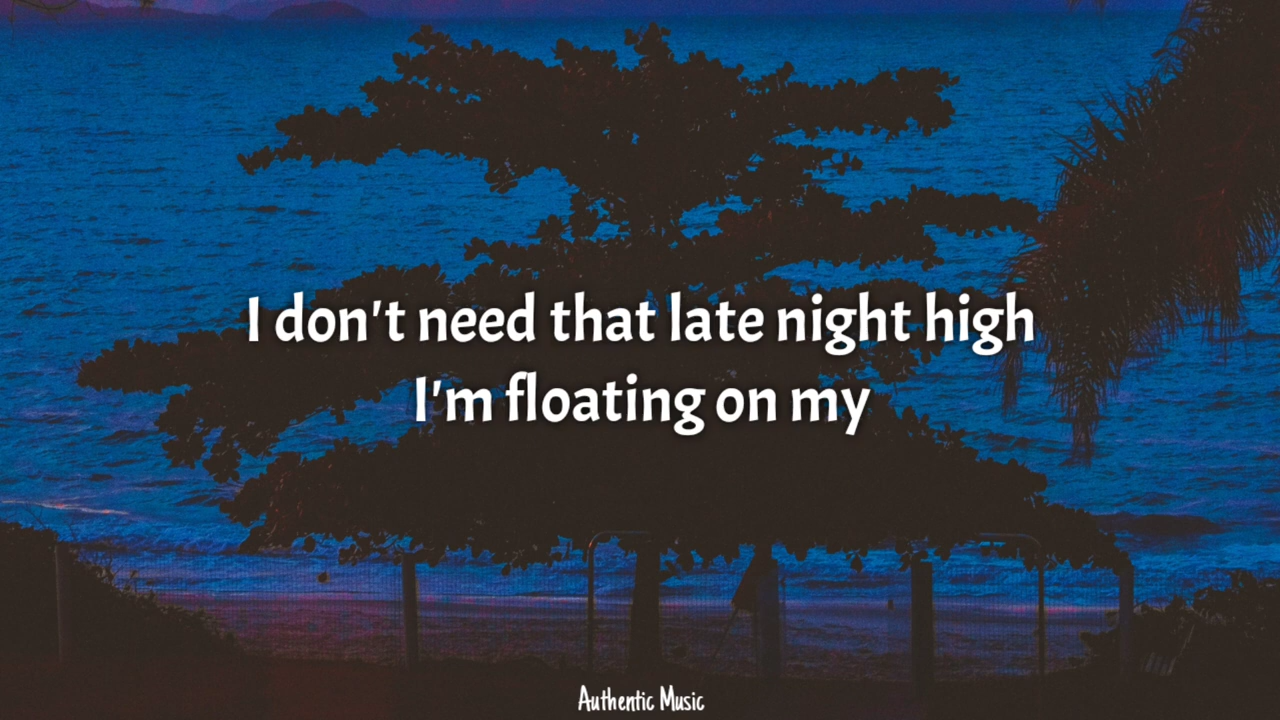 I don't need that late night high
I'm floating on my
Authentic Music